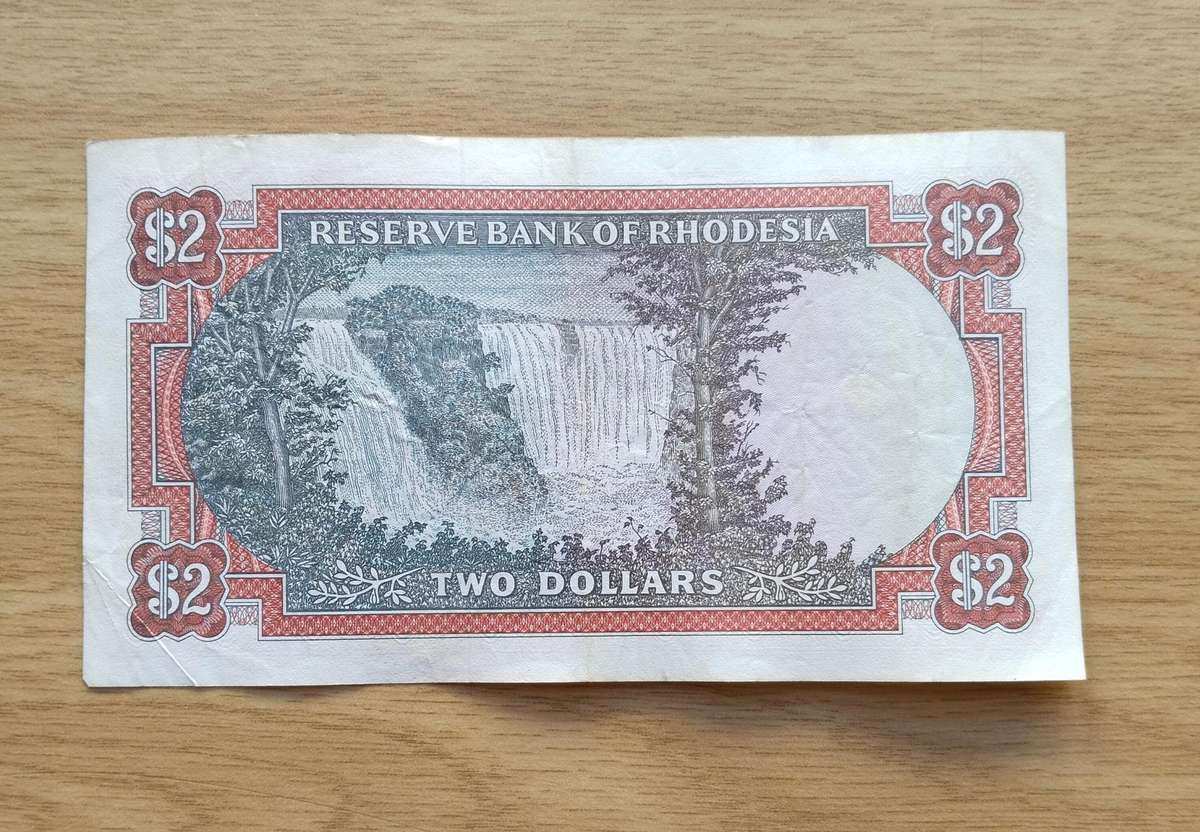 $2 $2
RESERVE BANK OF RHODESIA
TWO DOLLARS
$2 $2